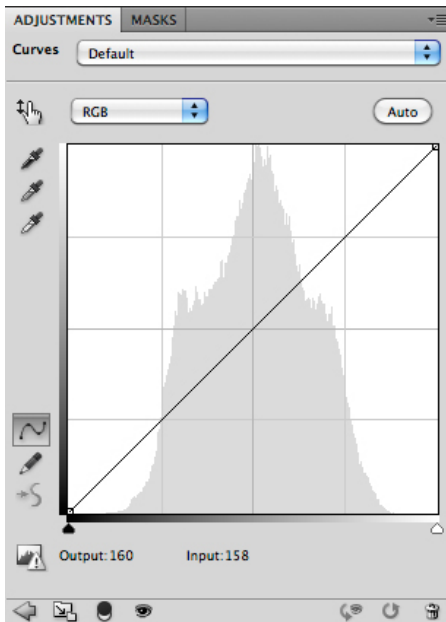 ADJUSTMENTS MASKS
Curves Default
RGB Auto
Output:160 Input:158